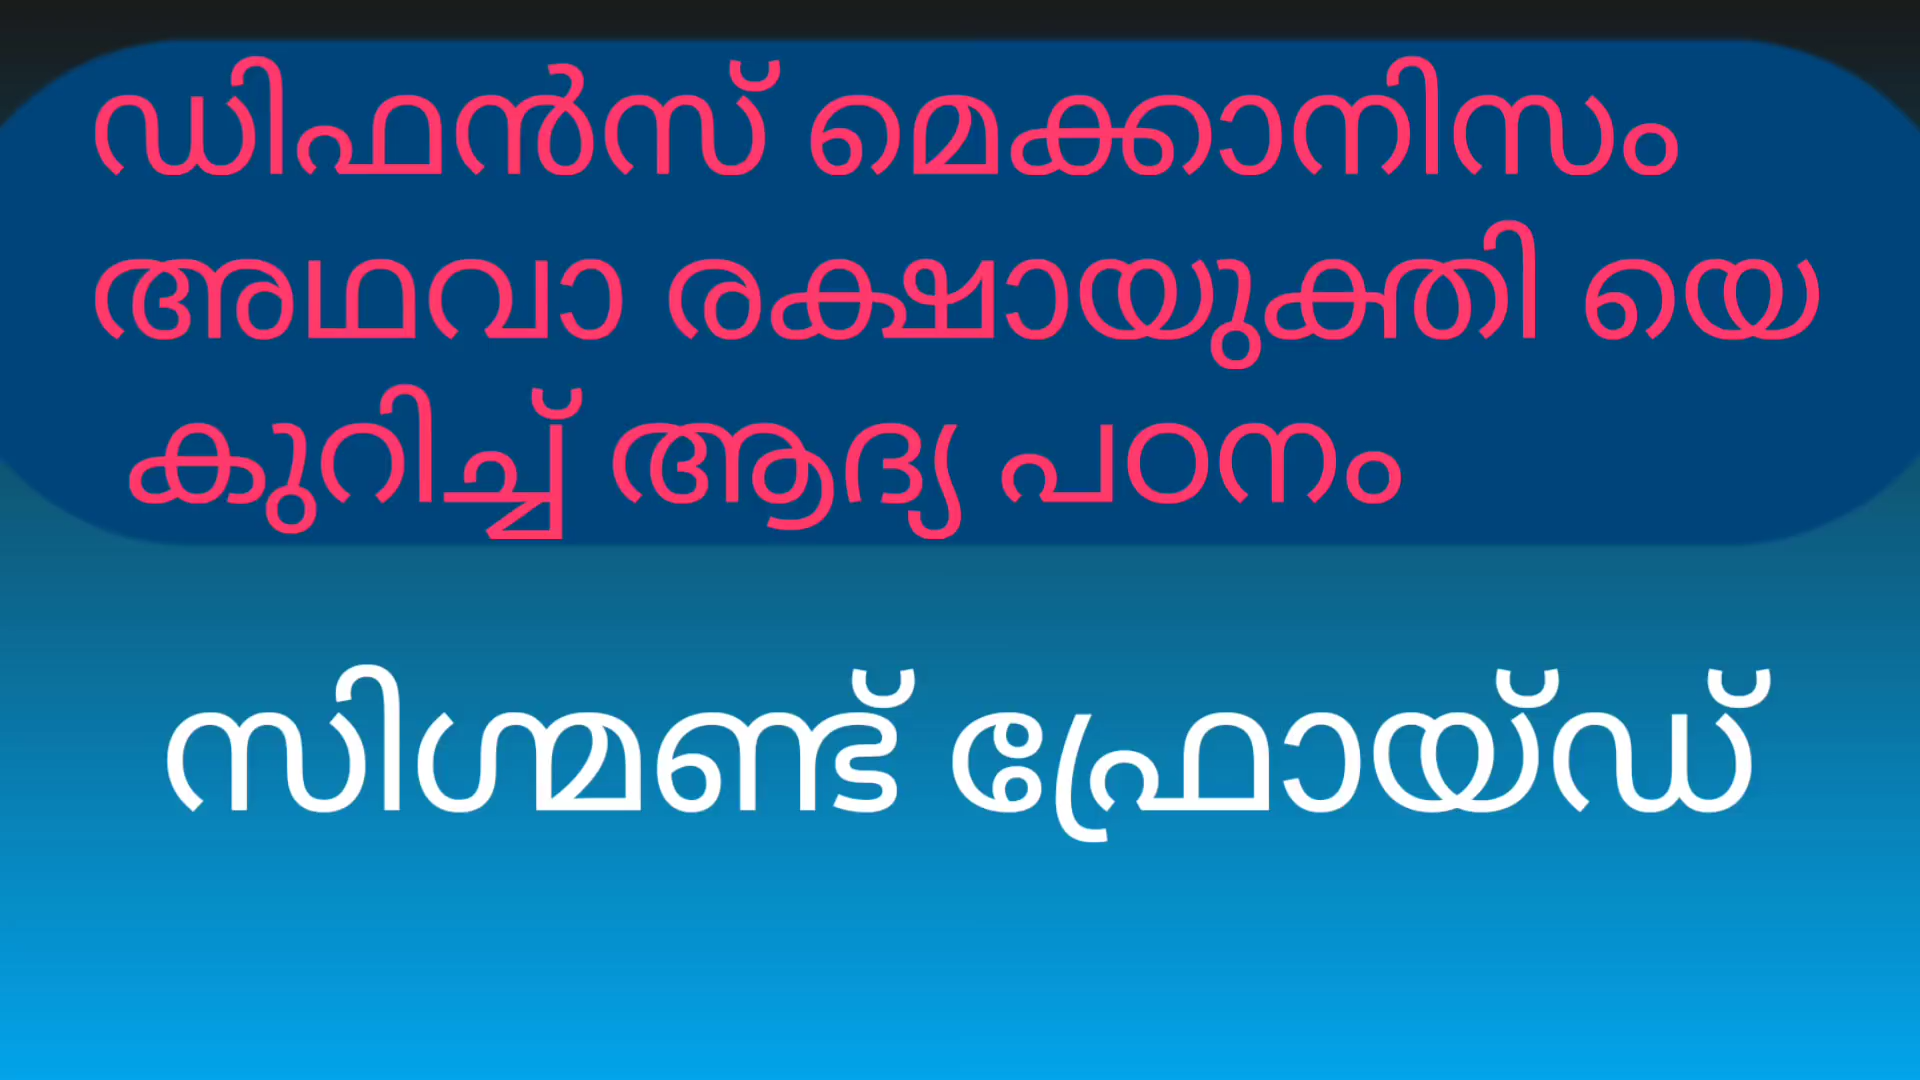 ഡിഫൻസ് മെക്കാനിസം
അഥവാ രക്ഷായുക്തി യെ
കുറിച്ച് ആദ്യ പഠനം
സിഗ്മണ്ട് ഫ്രോയ്ഡ്